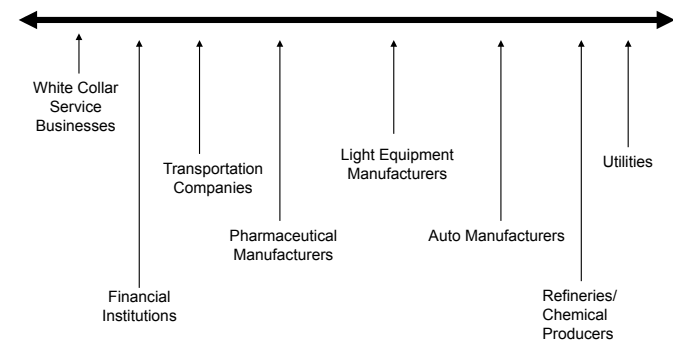 White Collar
Service
Businesses
Financial
Institutions
Transportation
Companies
Pharmaceutical
Manufacturers
Light Equipment
Manufacturers
Auto Manufacturers
Refineries/
Chemical
Producers
Utilities